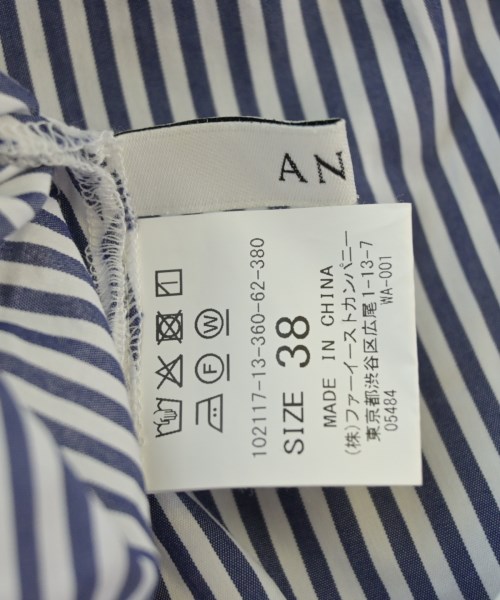 A N
F W
102117-13-360-62-380
SIZE 38
MADE IN CHINA
(株)ファーイーストカンパニー
東京都渋谷区広尾1-13-7
05484 WA-001